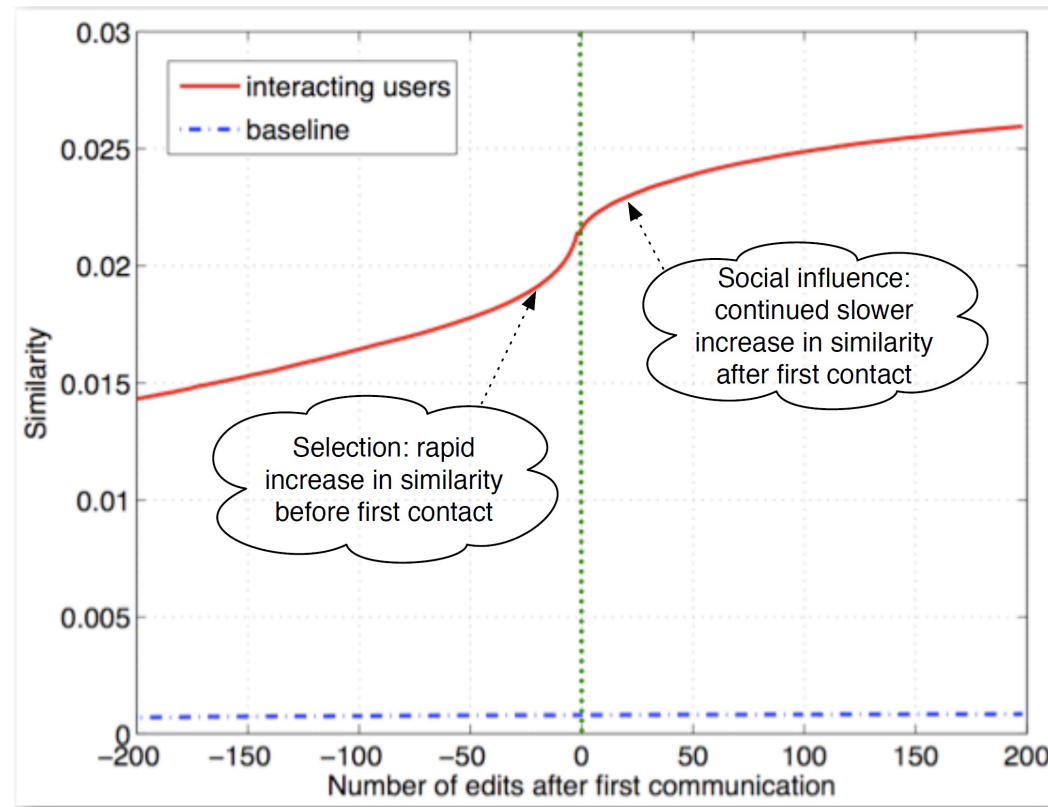 0.03
interacting users
baseline
0.025
0.02
Social influence:
continued slower
increase in similarity
after first contact
0.015
Similarity
Selection: rapid
increase in similarity
before first contact
0.01
0.005
0
−200 −150 −100 −50 0 50 100 150 200
Number of edits after first communication